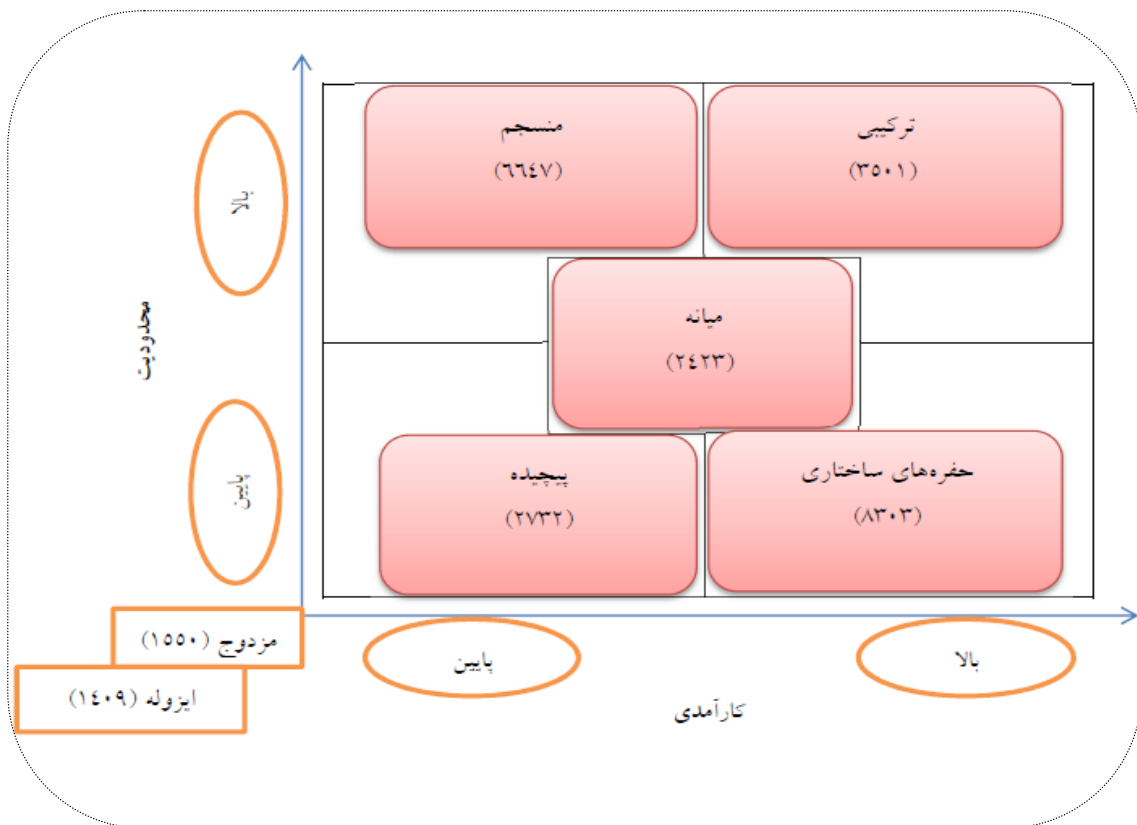 ترکیبی
(۳۵۰۱)
منسجم
(٦٦٤۷)
بالا
میانه
(۲٤۲۳)
محدودیت
حفره‌های ساختاری
(۸۳۰۳)
پیچیده
(۲۷۳۲)
پایین
مزدوج (۱۵۵۰)
ایزوله (۱٤۰۹)
بالا
پایین
کارآمدی